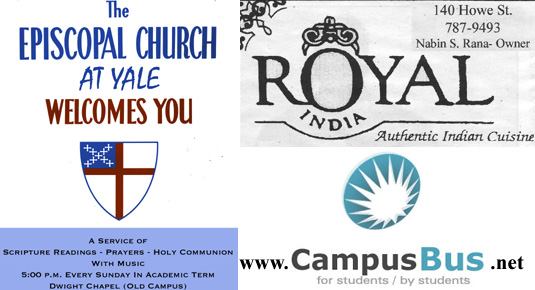 The
EPISCOPAL CHURCH
AT YALE
WELCOMES YOU
A Service of
Scripture Readings - Prayers - Holy Communion
With Music
5:00 p.m. Every Sunday In Academic Term
Dwight Chapel (Old Campus)
140 Howe St.
787-9493
Nabin S. Rana- Owner
ROYAL
INDIA
Authentic Indian Cuisine
www.CampusBus.net
for students / by students